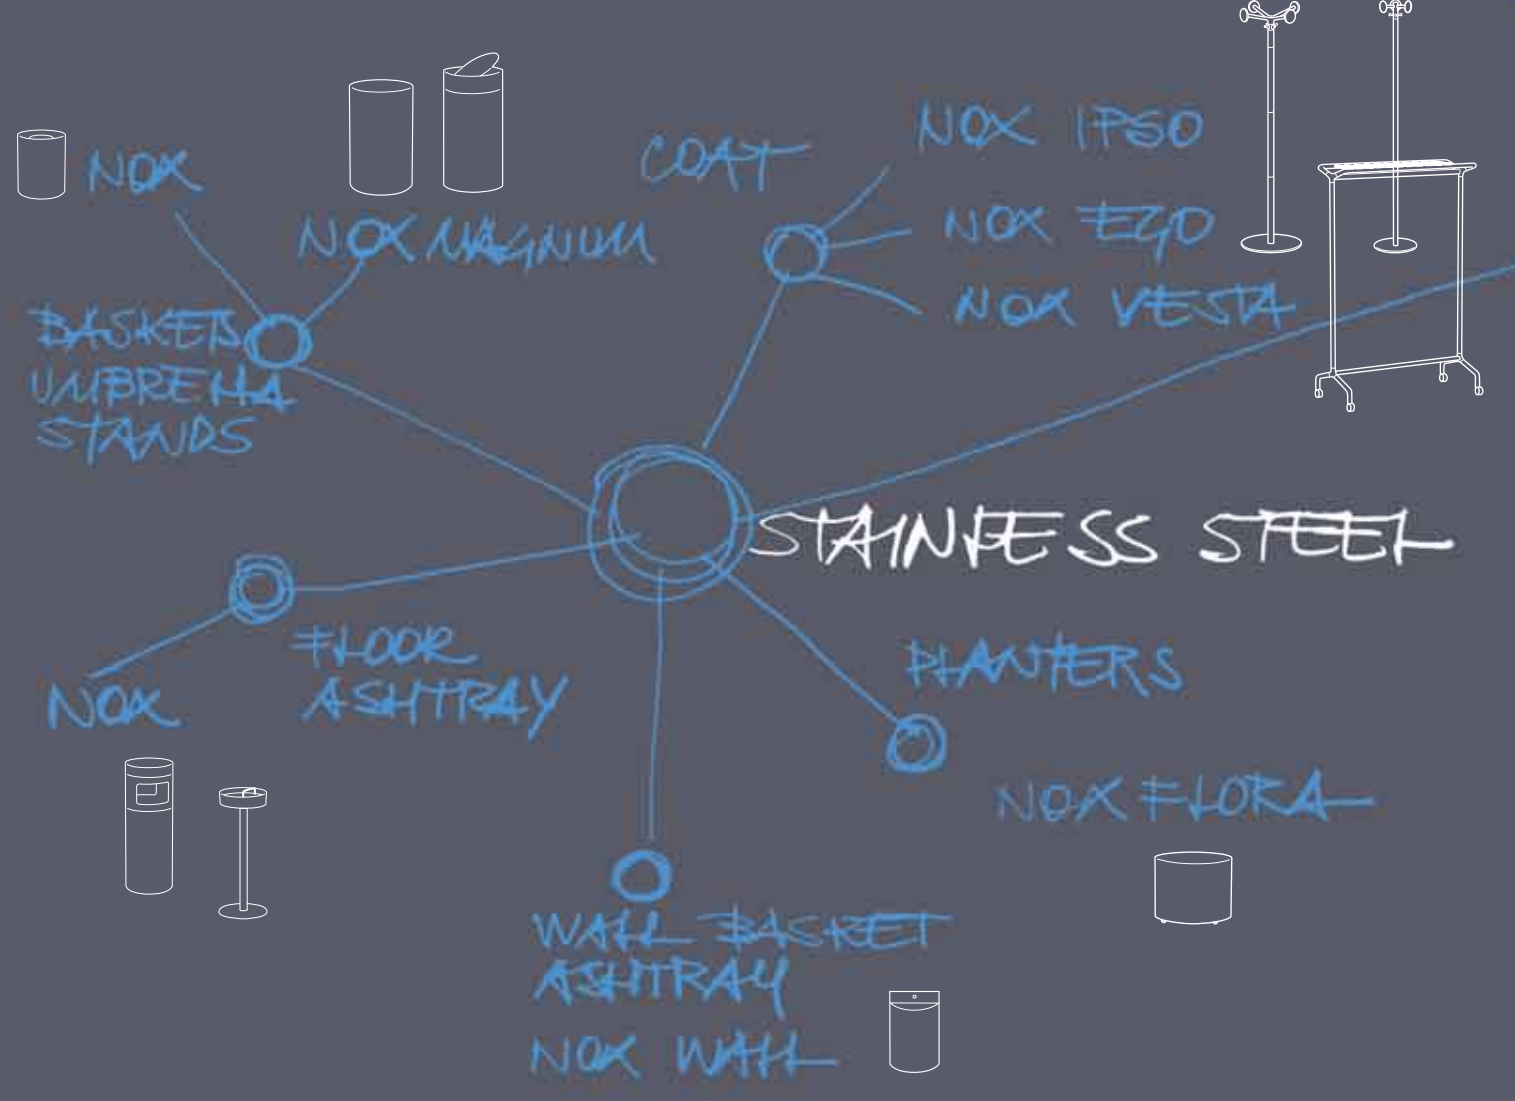 NOX
NOX MAGNUM
BASKETS
UMBRELLA
STANDS
COAT
NOX IPSO
NOX EGO
NOX VESTA
STAINLESS STEEL
FLOOR
ASHTRAY
NOX
PLANTERS
NOX FLORA
WALL BASKET
ASHTRAY
NOX WALL